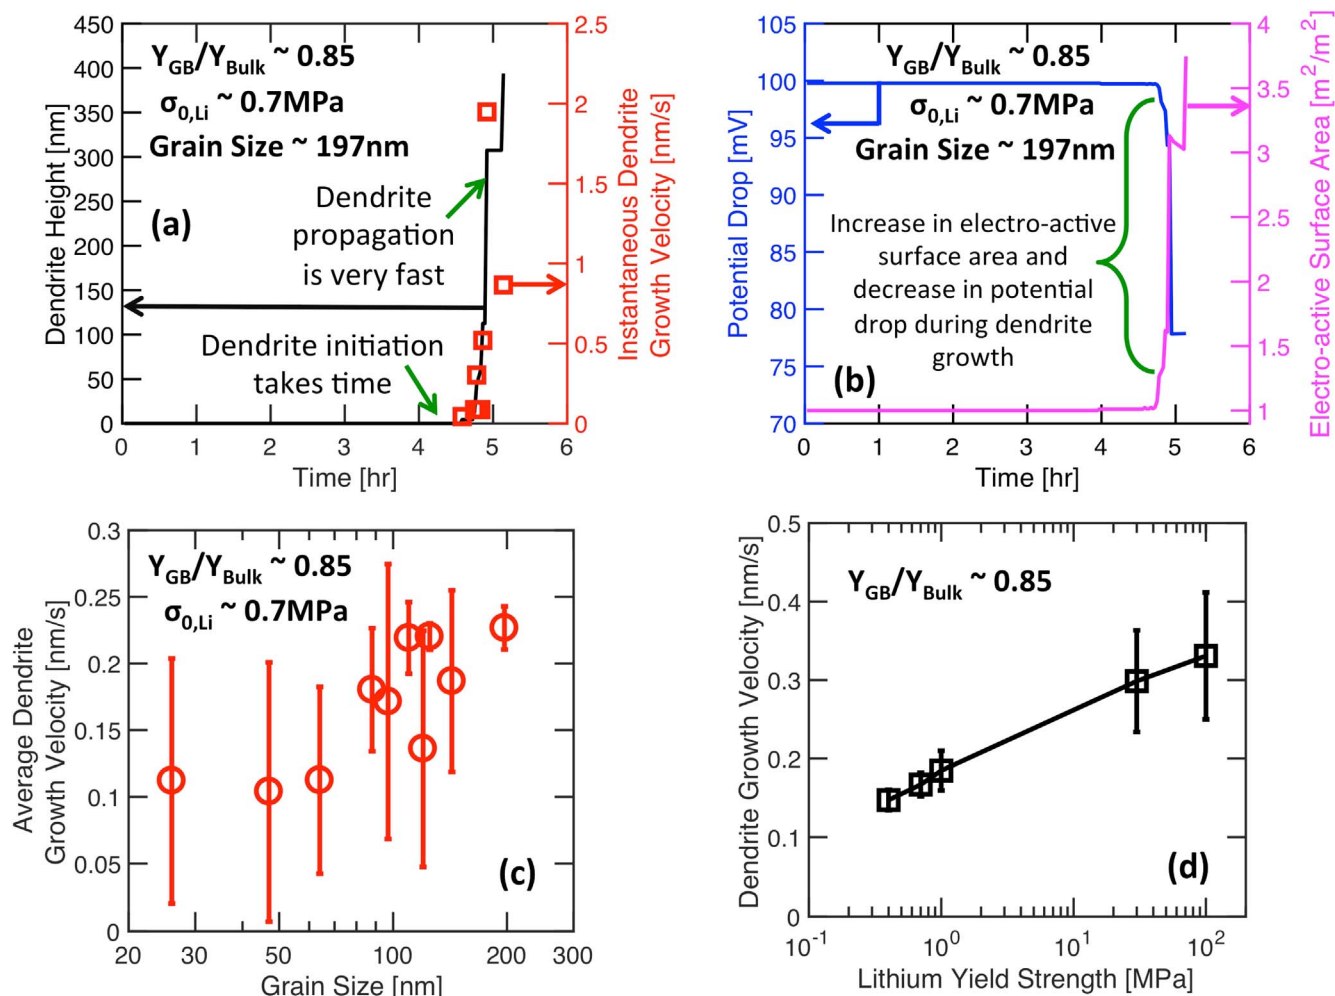 Y_GB/Y_Bulk ~ 0.85
σ_0,Li ~ 0.7MPa
Grain Size ~ 197nm
(a)
Dendrite
propagation
is very fast
Dendrite initiation
takes time
Dendrite Height [nm]
450
400
350
300
250
200
150
100
50
0
0 1 2 3 4 5 6
Time [hr]
2.5
2
1.5
1
0.5
0
Instantaneous Dendrite
Growth Velocity [nm/s]
Y_GB/Y_Bulk ~ 0.85
σ_0,Li ~ 0.7MPa
Grain Size ~ 197nm
Increase in electro-active
surface area and
decrease in potential
drop during dendrite
growth
(b)
Potential Drop [mV]
105
100
95
90
85
80
75
70
0 1 2 3 4 5 6
Time [hr]
4
3.5
3
2.5
2
1.5
1
Electro-active Surface Area [m²/m²]
Y_GB/Y_Bulk ~ 0.85
σ_0,Li ~ 0.7MPa
(c)
Average Dendrite
Growth Velocity [nm/s]
0.3
0.25
0.2
0.15
0.1
0.05
0
20 30 50 100 200 300
Grain Size [nm]
Y_GB/Y_Bulk ~ 0.85
(d)
Dendrite Growth Velocity [nm/s]
0.5
0.4
0.3
0.2
0.1
0
10⁻¹ 10⁰ 10¹ 10²
Lithium Yield Strength [MPa]